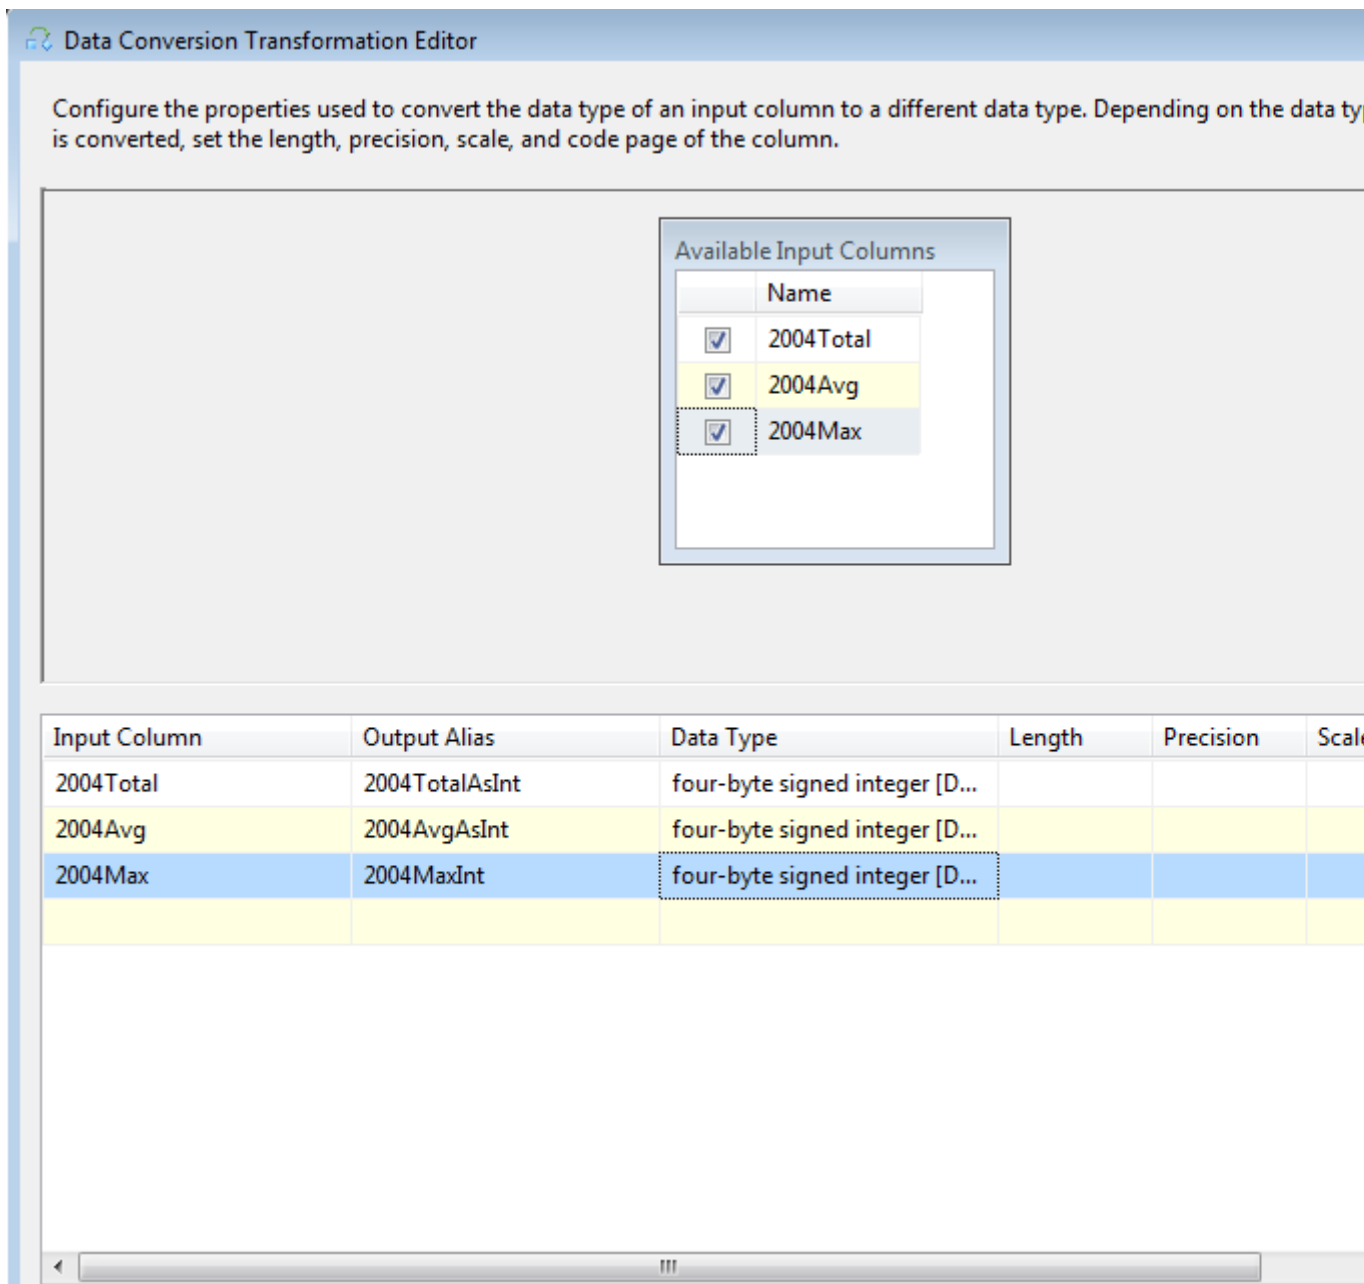 Data Conversion Transformation Editor
Configure the properties used to convert the data type of an input column to a different data type. Depending on the data ty
is converted, set the length, precision, scale, and code page of the column.
Available Input Columns
Name
2004Total
2004Avg
2004Max
Input Column Output Alias Data Type Length Precision Scale
2004Total 2004TotalAsInt four-byte signed integer [D...
2004Avg 2004AvgAsInt four-byte signed integer [D...
2004Max 2004MaxInt four-byte signed integer [D...